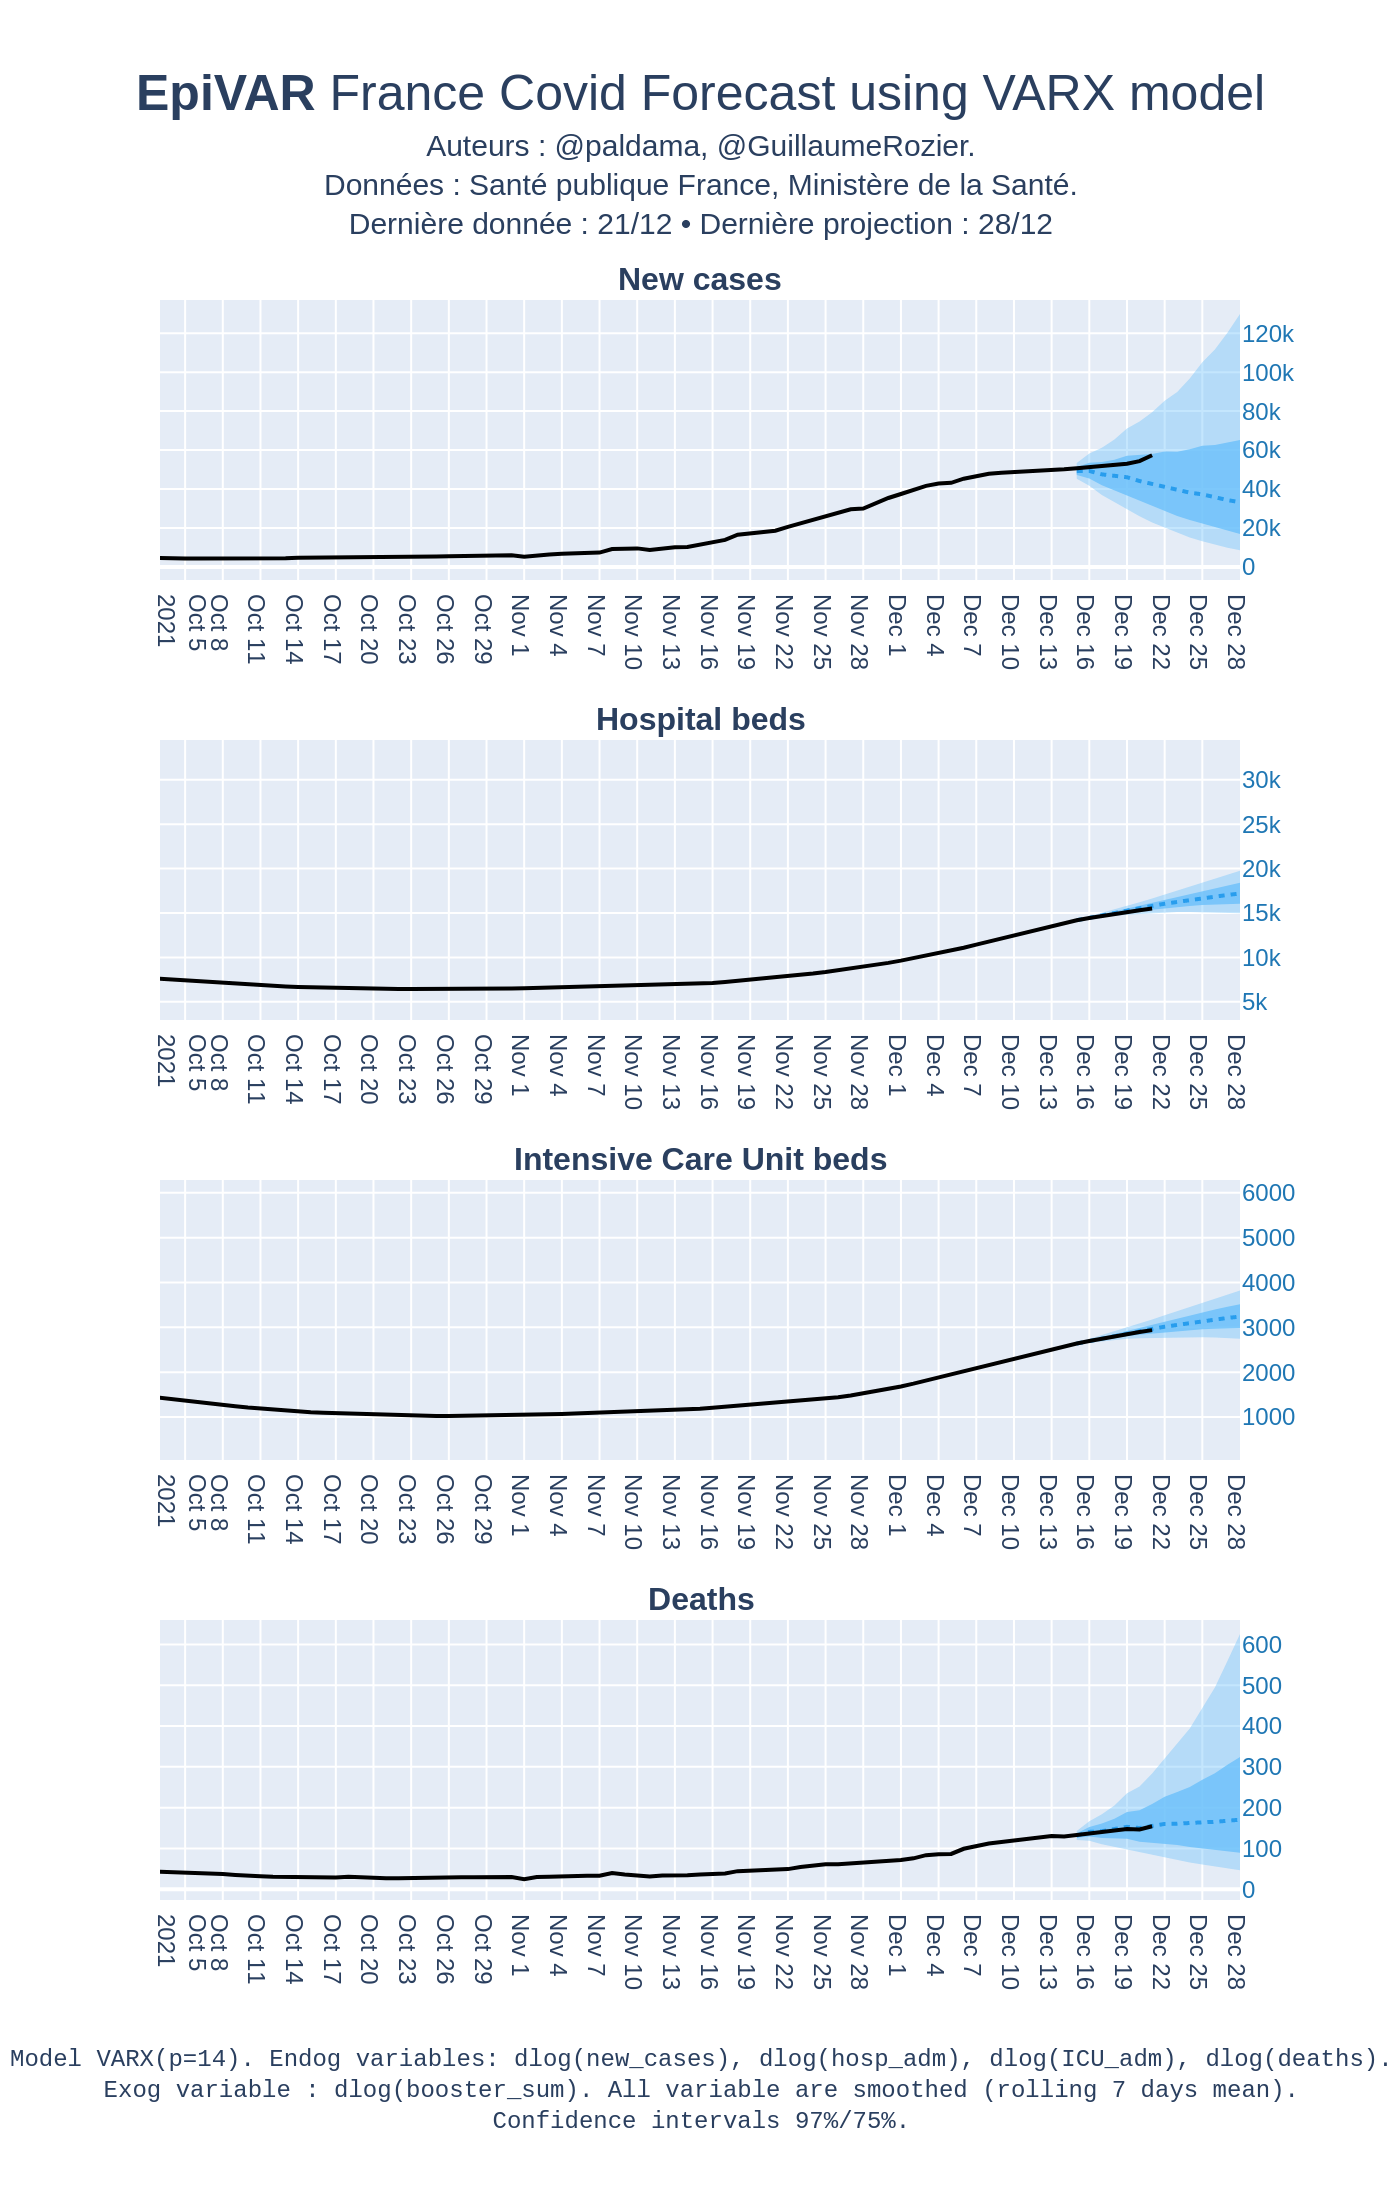 EpiVAR France Covid Forecast using VARX model
Auteurs : @paldama, @GuillaumeRozier.
Données : Santé publique France, Ministère de la Santé.
Dernière donnée : 21/12 • Dernière projection : 28/12
New cases
120k
100k
80k
60k
40k
20k
0
2021 Oct 5 Oct 8 Oct 11 Oct 14 Oct 17 Oct 20 Oct 23 Oct 26 Oct 29 Nov 1 Nov 4 Nov 7 Nov 10 Nov 13 Nov 16 Nov 19 Nov 22 Nov 25 Nov 28 Dec 1 Dec 4 Dec 7 Dec 10 Dec 13 Dec 16 Dec 19 Dec 22 Dec 25 Dec 28
Hospital beds
30k
25k
20k
15k
10k
5k
2021 Oct 5 Oct 8 Oct 11 Oct 14 Oct 17 Oct 20 Oct 23 Oct 26 Oct 29 Nov 1 Nov 4 Nov 7 Nov 10 Nov 13 Nov 16 Nov 19 Nov 22 Nov 25 Nov 28 Dec 1 Dec 4 Dec 7 Dec 10 Dec 13 Dec 16 Dec 19 Dec 22 Dec 25 Dec 28
Intensive Care Unit beds
6000
5000
4000
3000
2000
1000
2021 Oct 5 Oct 8 Oct 11 Oct 14 Oct 17 Oct 20 Oct 23 Oct 26 Oct 29 Nov 1 Nov 4 Nov 7 Nov 10 Nov 13 Nov 16 Nov 19 Nov 22 Nov 25 Nov 28 Dec 1 Dec 4 Dec 7 Dec 10 Dec 13 Dec 16 Dec 19 Dec 22 Dec 25 Dec 28
Deaths
600
500
400
300
200
100
0
2021 Oct 5 Oct 8 Oct 11 Oct 14 Oct 17 Oct 20 Oct 23 Oct 26 Oct 29 Nov 1 Nov 4 Nov 7 Nov 10 Nov 13 Nov 16 Nov 19 Nov 22 Nov 25 Nov 28 Dec 1 Dec 4 Dec 7 Dec 10 Dec 13 Dec 16 Dec 19 Dec 22 Dec 25 Dec 28
Model VARX(p=14). Endog variables: dlog(new_cases), dlog(hosp_adm), dlog(ICU_adm), dlog(deaths).
Exog variable : dlog(booster_sum). All variable are smoothed (rolling 7 days mean).
Confidence intervals 97%/75%.